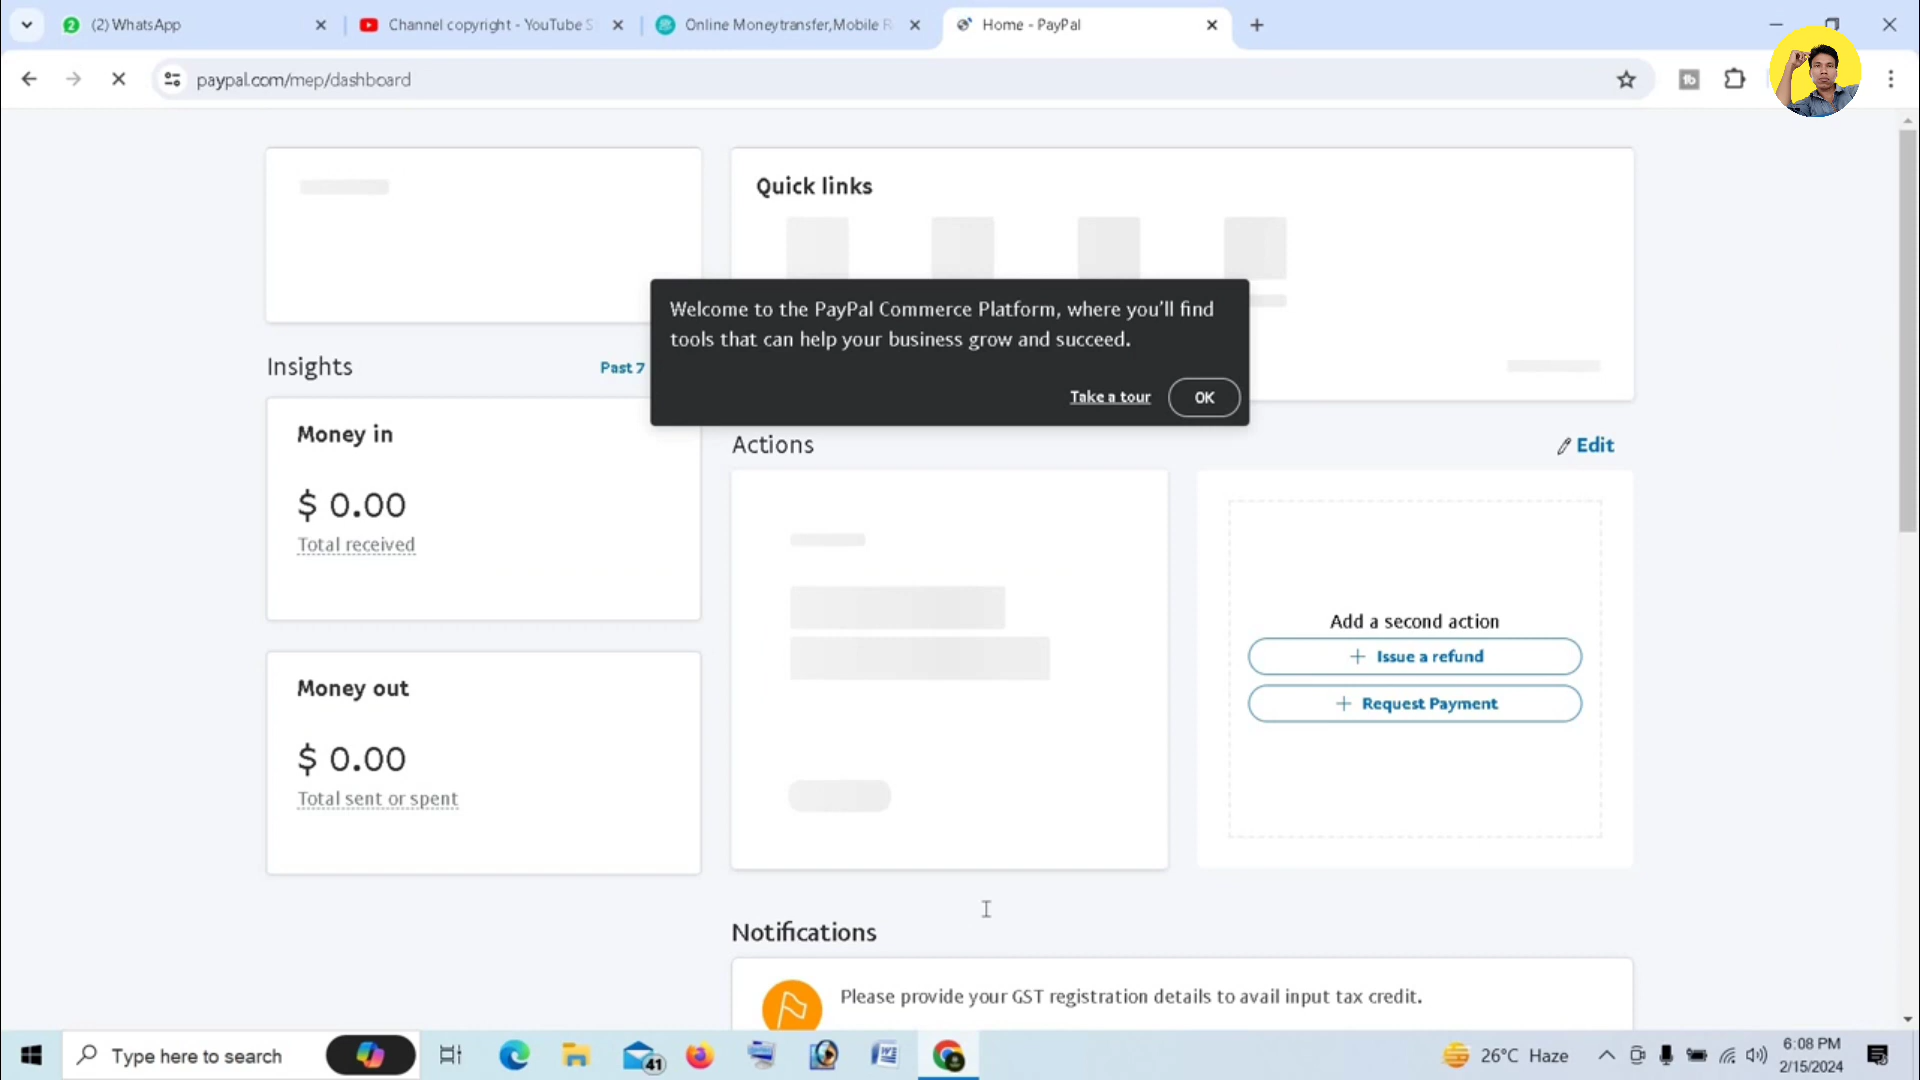 (2) WhatsApp
Channel copyright - YouTube S
Online Moneytransfer,Mobile R
Home - PayPal
paypal.com/mep/dashboard
Quick links
Welcome to the PayPal Commerce Platform, where you'll find
tools that can help your business grow and succeed.
Take a tour
OK
Insights
Past 7
Money in
$ 0.00
Total received
Money out
$ 0.00
Total sent or spent
Actions
Edit
Add a second action
+ Issue a refund
+ Request Payment
Notifications
Please provide your GST registration details to avail input tax credit.
Type here to search
41
26°C Haze
6:08 PM
2/15/2024